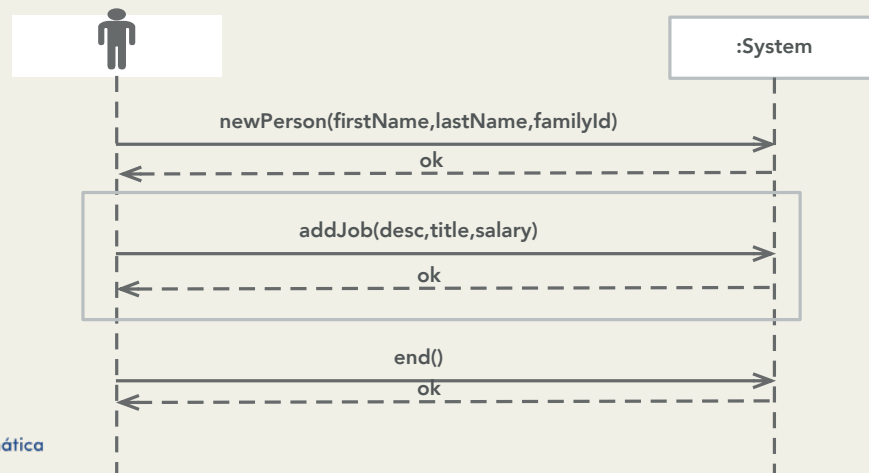 :System
newPerson(firstName,lastName,familyId)
ok
addJob(desc,title,salary)
ok
end()
ok
ática